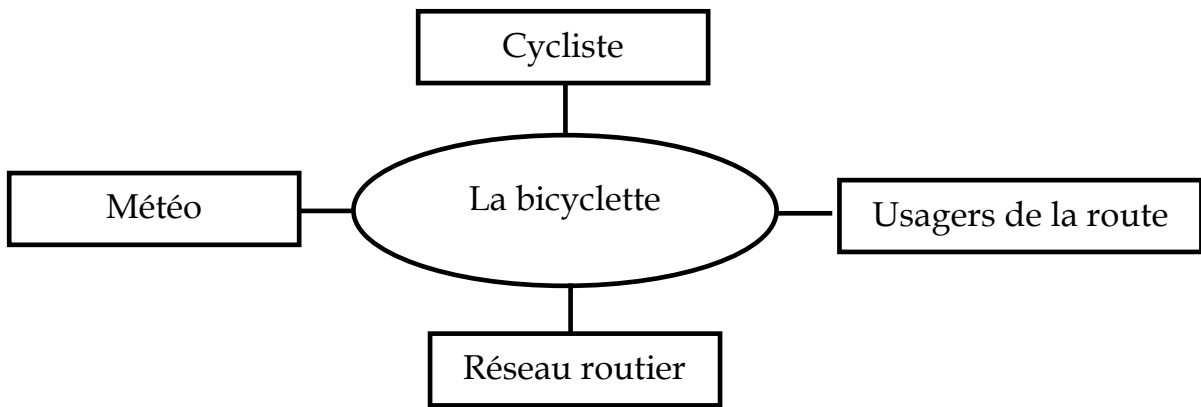 Cycliste
Météo
La bicyclette
Usagers de la route
Réseau routier